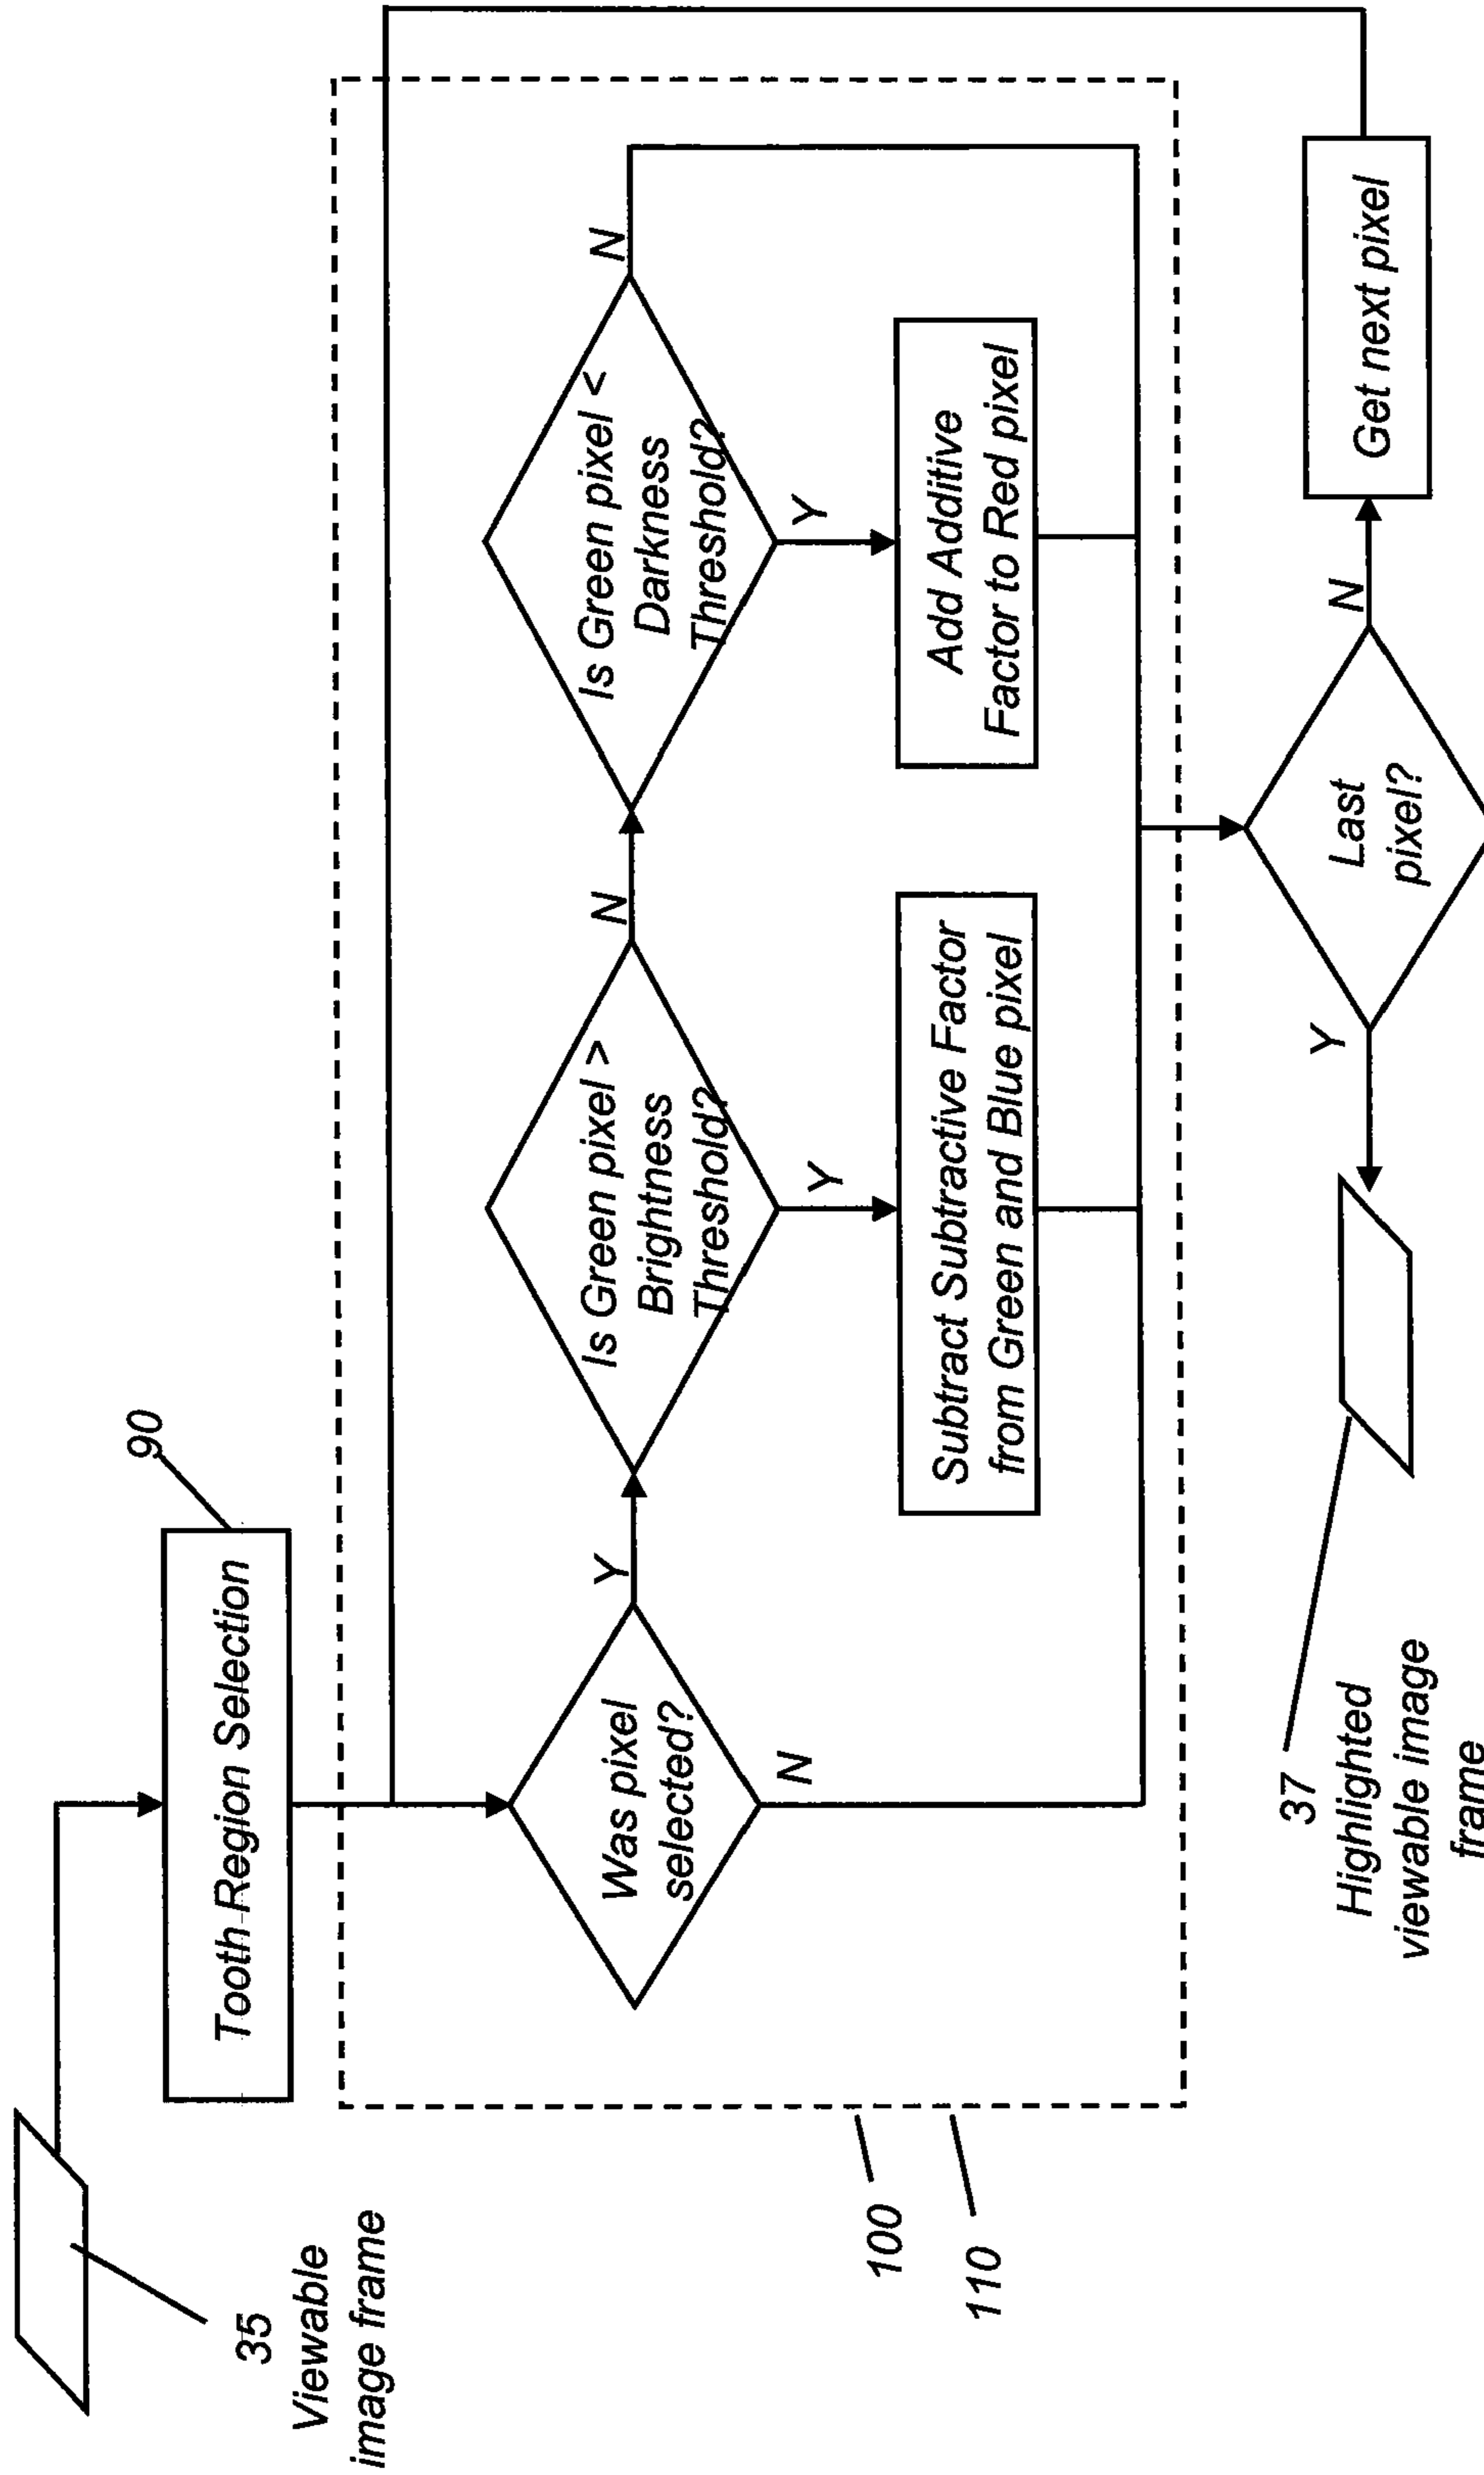 35
Viewable
image frame
90
Tooth Region Selection
Was pixel
selected?
Y
N
Is Green pixel >
Brightness
Threshold?
N
Y
Is Green pixel <
Darkness
Threshold?
N
Y
Subtract Subtractive Factor
from Green and Blue pixel
Add Additive
Factor to Red pixel
100
110
Last
pixel?
Y
N
Get next pixel
37
Highlighted
viewable image
frame